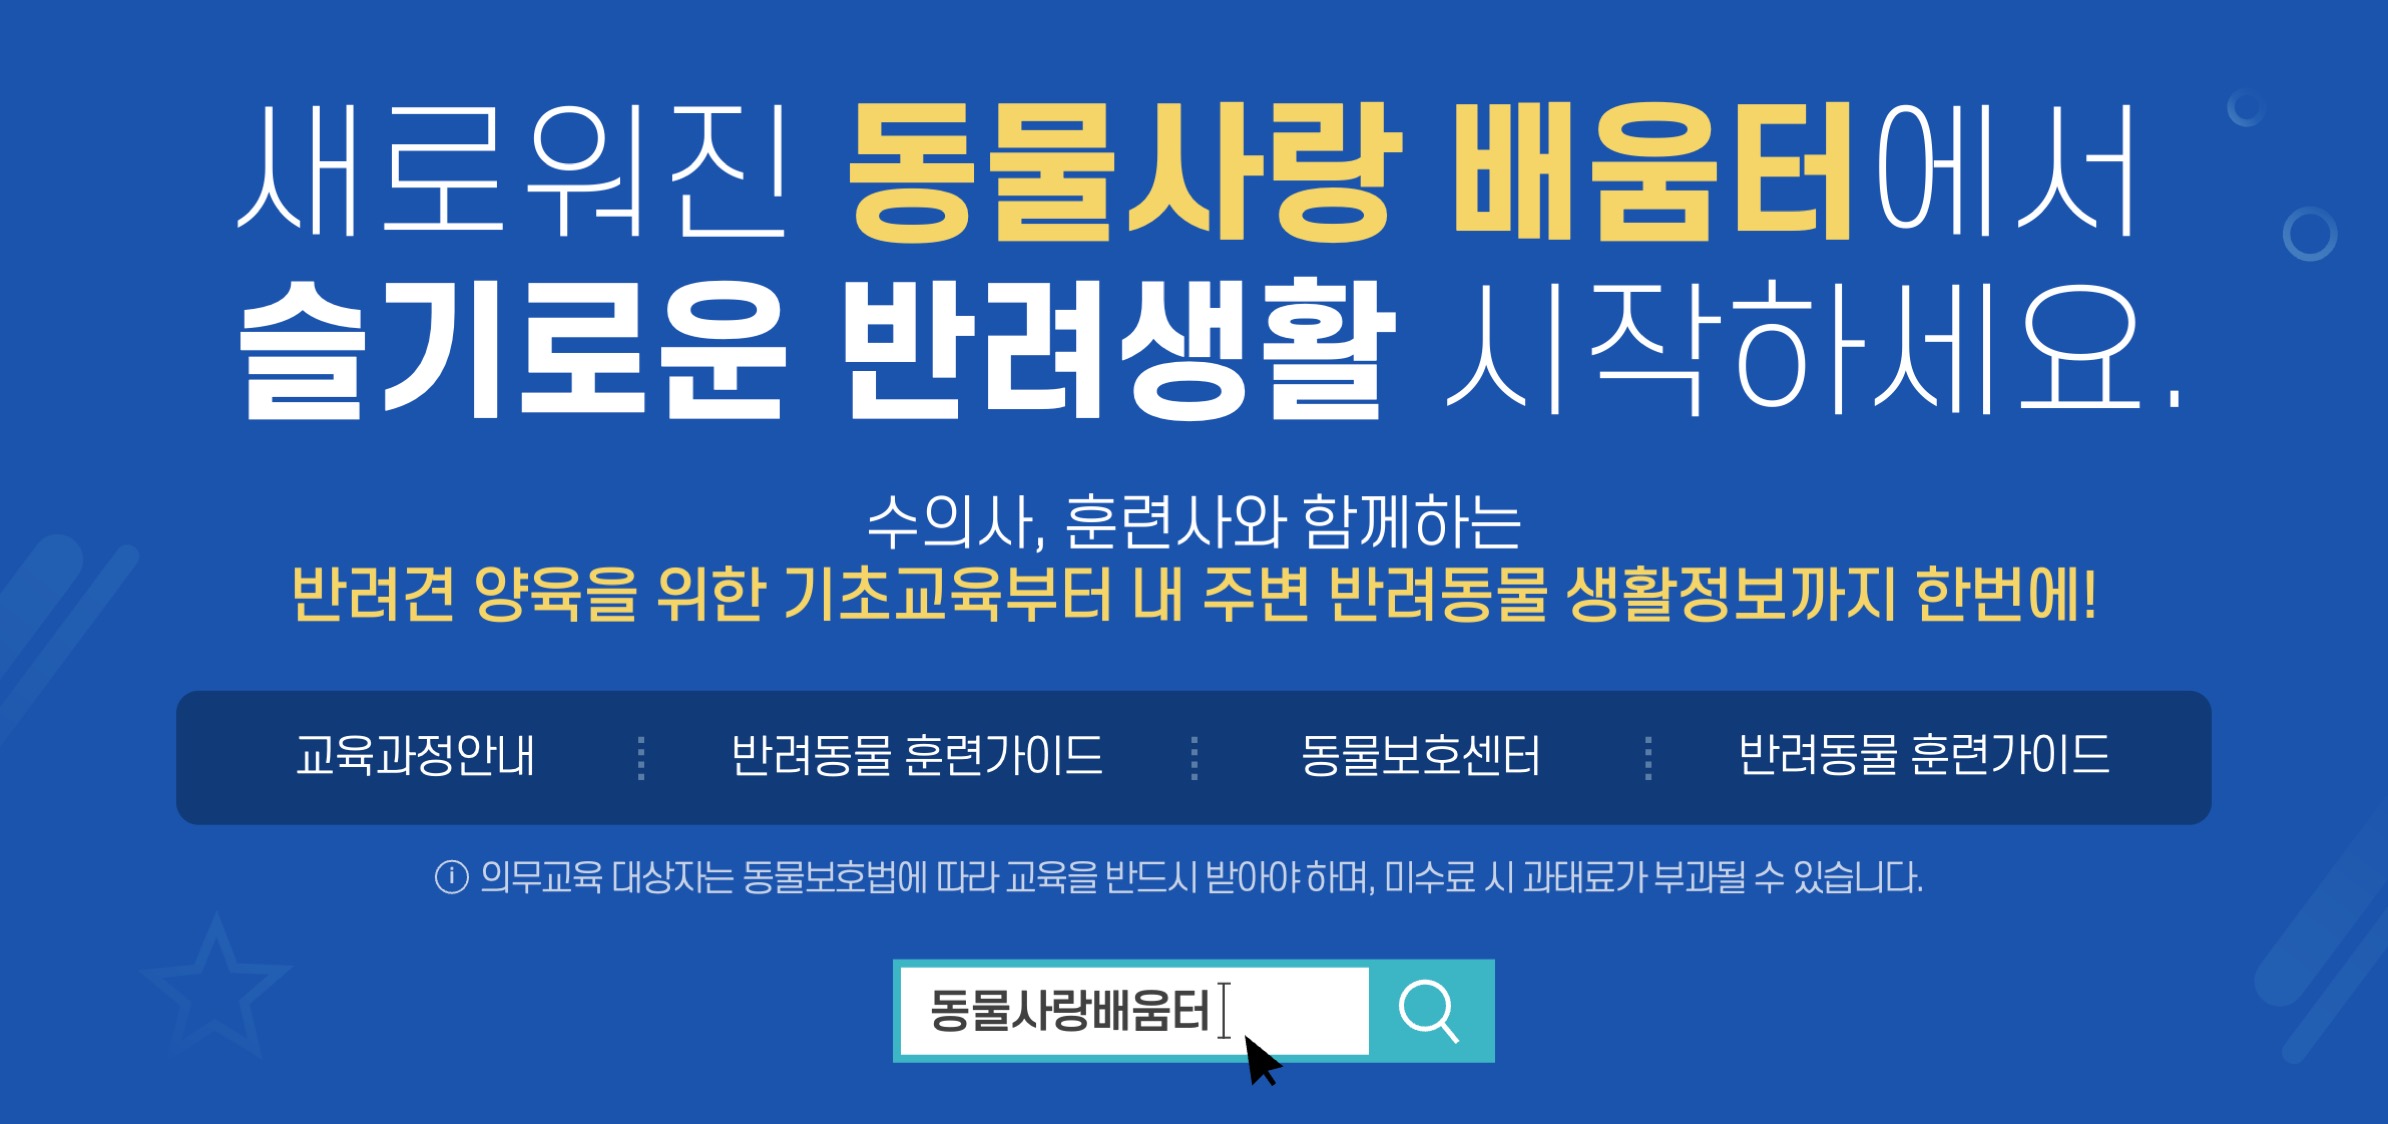 새로워진 동물사랑 배움터에서
슬기로운 반려생활 시작하세요.
수의사, 훈련사와 함께하는
반려견 양육을 위한 기초교육부터 내 주변 반려동물 생활정보까지 한번에!
교육과정안내 반려동물 훈련가이드 동물보호센터 반려동물 훈련가이드
i 의무교육 대상자는 동물보호법에 따라 교육을 반드시 받아야 하며, 미수료 시 과태료가 부과될 수 있습니다.
동물사랑배움터